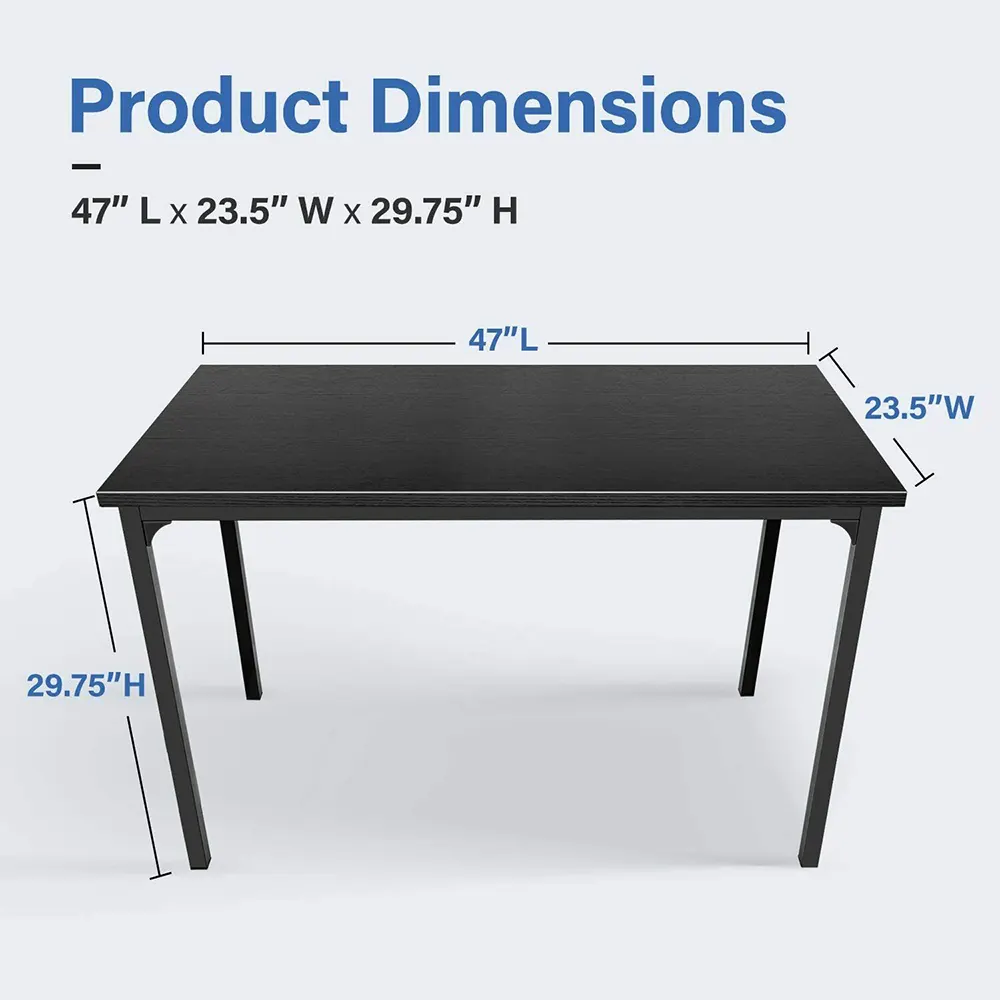 Product Dimensions
47” L x 23.5” W x 29.75” H
47”L
23.5”W
29.75”H